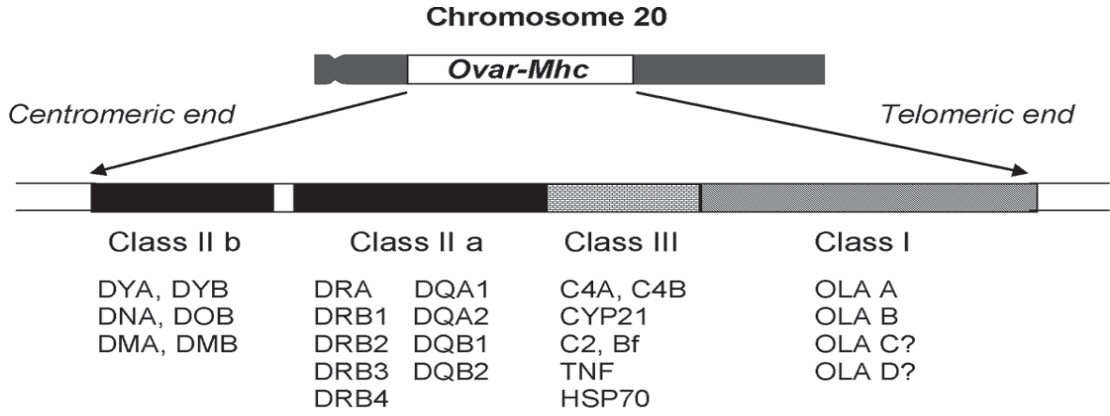 Chromosome 20
Ovar-Mhc
Centromeric end
Telomeric end
Class II b
Class II a
Class III
Class I
DYA, DYB
DNA, DOB
DMA, DMB
DRA DQA1
DRB1 DQA2
DRB2 DQB1
DRB3 DQB2
DRB4
C4A, C4B
CYP21
C2, Bf
TNF
HSP70
OLA A
OLA B
OLA C?
OLA D?